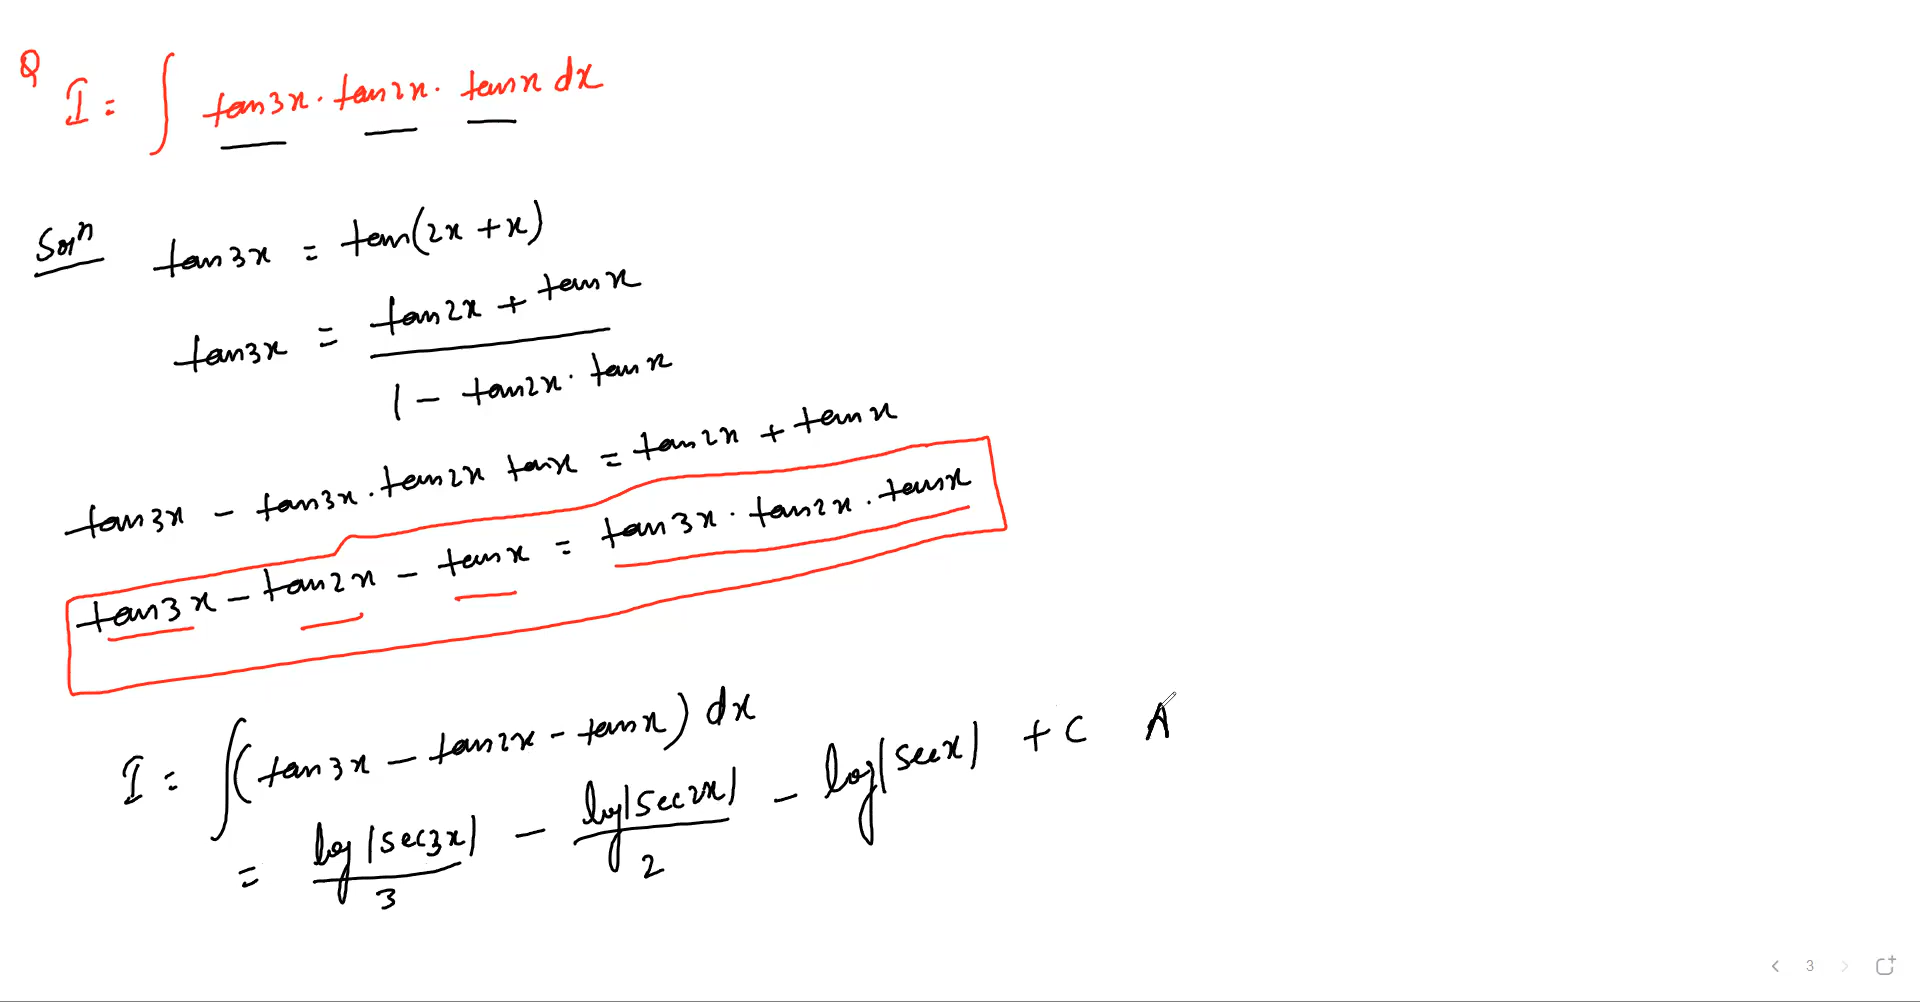 Q
I = ∫ tan3x · tan2x · tanx dx
Solⁿ tan3x = tan(2x + x)
tan3x = tan2x + tanx / 1 - tan2x · tanx
tan3x - tan3x · tan2x tanx = tan2x + tanx
tan3x - tan2x - tanx = tan3x · tan2x · tanx
I = ∫(tan3x - tan2x - tanx) dx
= log|sec3x| / 3 - log|sec2x| / 2 - log|secx| + C A
3